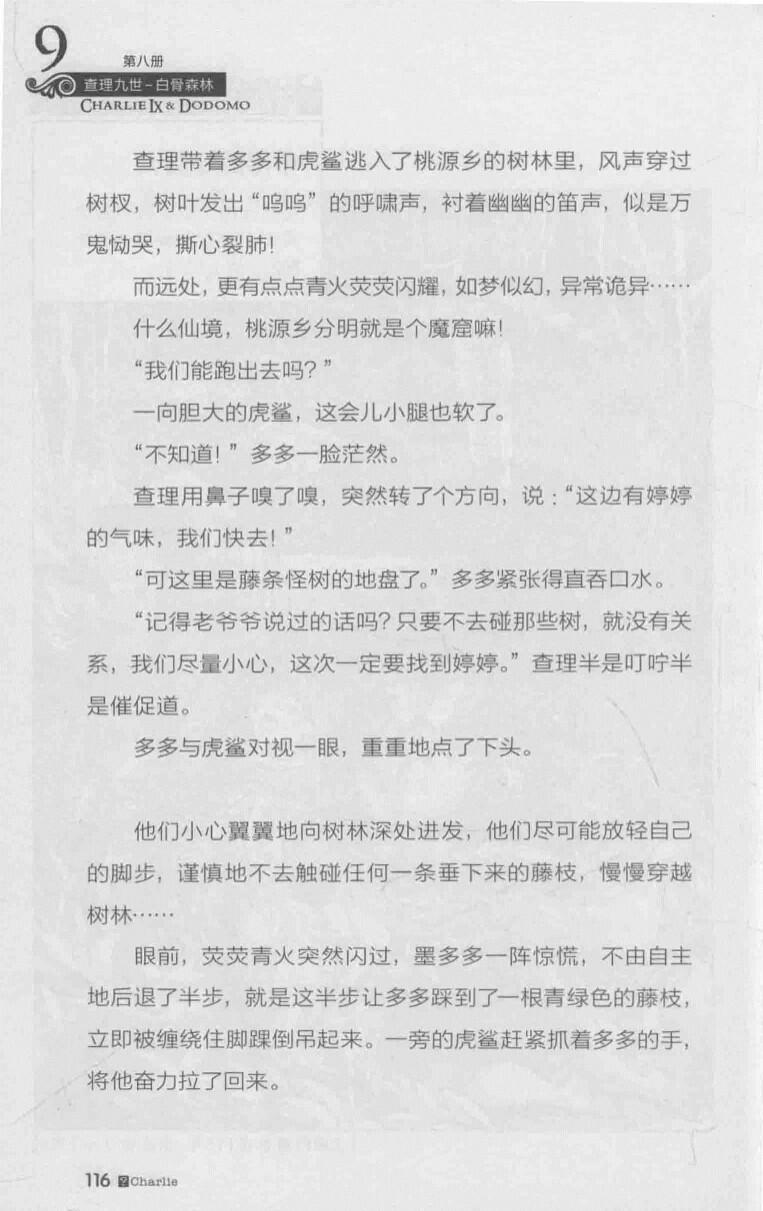 9
第八册
查理九世－白骨森林
CHARLIE IX & DODOMO
查理带着多多和虎鲨逃入了桃源乡的树林里，风声穿过
树杈，树叶发出“呜呜”的呼啸声，衬着幽幽的笛声，似是万
鬼恸哭，撕心裂肺！
而远处，更有点点青火荧荧闪耀，如梦似幻，异常诡异……
什么仙境，桃源乡分明就是个魔窟嘛！
“我们能跑出去吗？”
一向胆大的虎鲨，这会儿小腿也软了。
“不知道！”多多一脸茫然。
查理用鼻子嗅了嗅，突然转了个方向，说：“这边有婷婷
的气味，我们快去！”
“可这里是藤条怪树的地盘了。”多多紧张得直吞口水。
“记得老爷爷说过的话吗？只要不去碰那些树，就没有关
系，我们尽量小心，这次一定要找到婷婷。”查理半是叮咛半
是催促道。
多多与虎鲨对视一眼，重重地点了下头。
他们小心翼翼地向树林深处进发，他们尽可能放轻自己
的脚步，谨慎地不去触碰任何一条垂下来的藤枝，慢慢穿越
树林……
眼前，荧荧青火突然闪过，墨多多一阵惊慌，不由自主
地后退了半步，就是这半步让多多踩到了一根青绿色的藤枝，
立即被缠绕住脚踝倒吊起来。一旁的虎鲨赶紧抓着多多的手，
将他奋力拉了回来。
116 Charlie